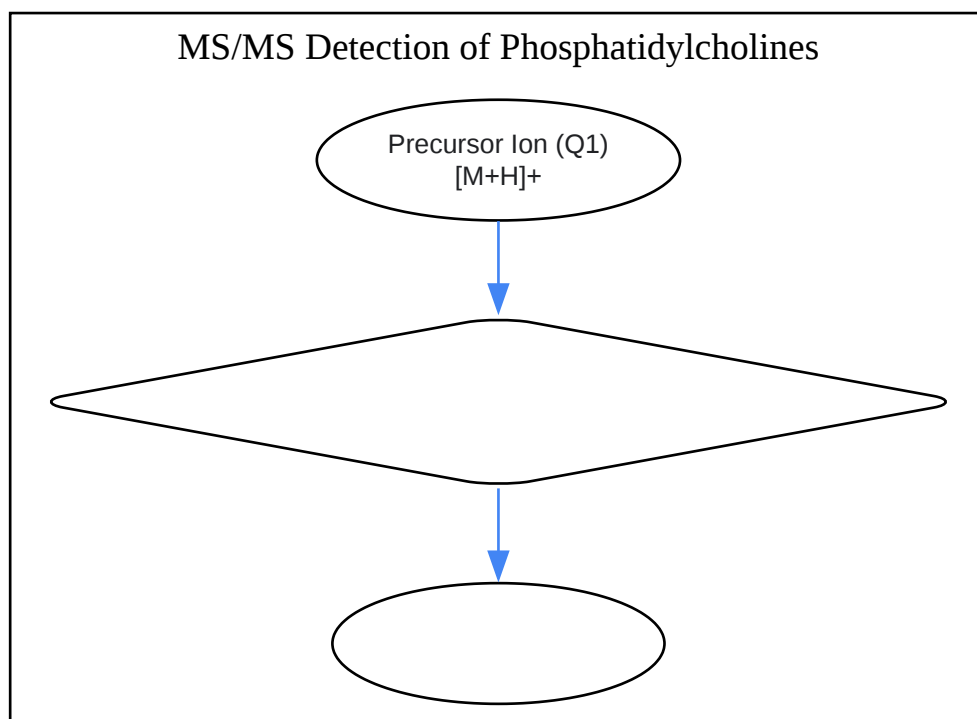 MS/MS Detection of Phosphatidylcholines
Precursor Ion (Q1)
[M+H]+